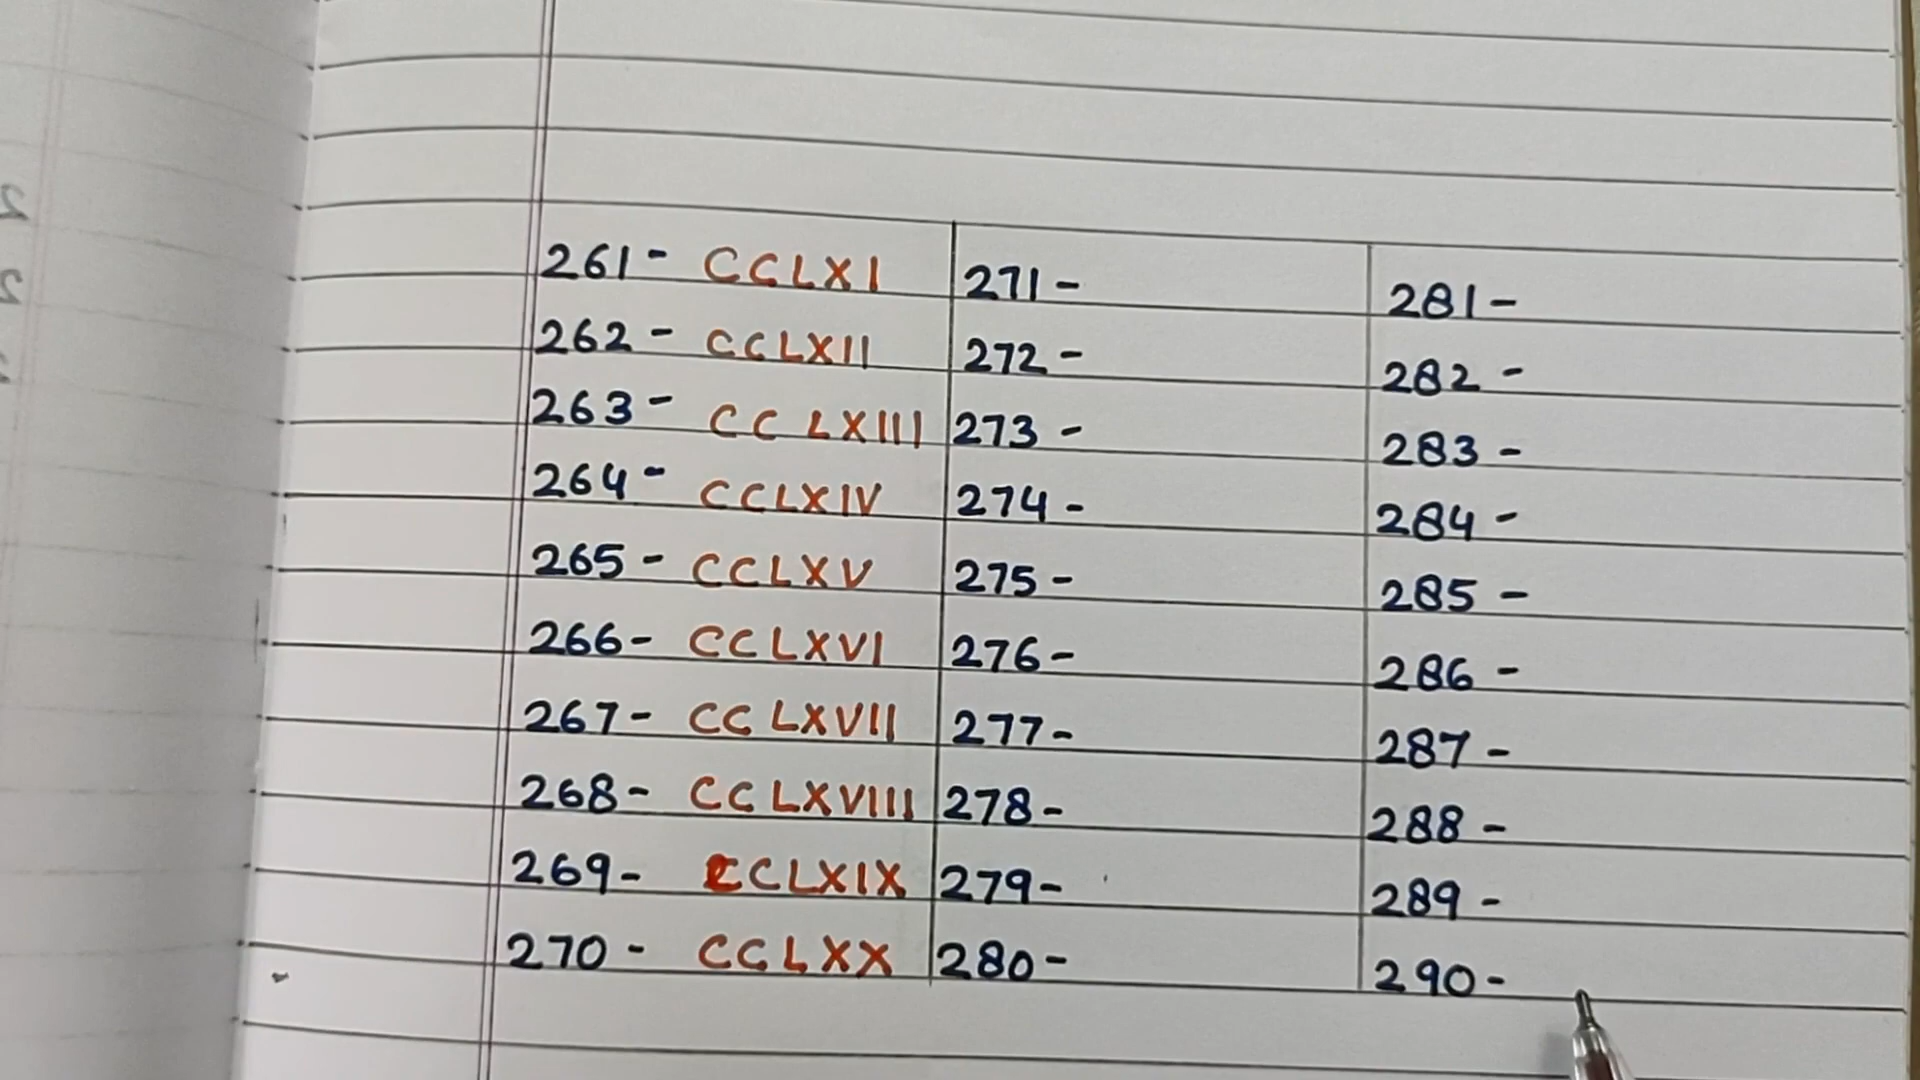 261- CCLXI 271- 281-
262- CCLXII 272- 282-
263- CCLXIII 273- 283-
264- CCLXIV 274- 284-
265- CCLXV 275- 285-
266- CCLXVI 276- 286-
267- CCLXVII 277- 287-
268- CCLXVIII 278- 288-
269- CCLXIX 279- 289-
270- CCLXX 280- 290-